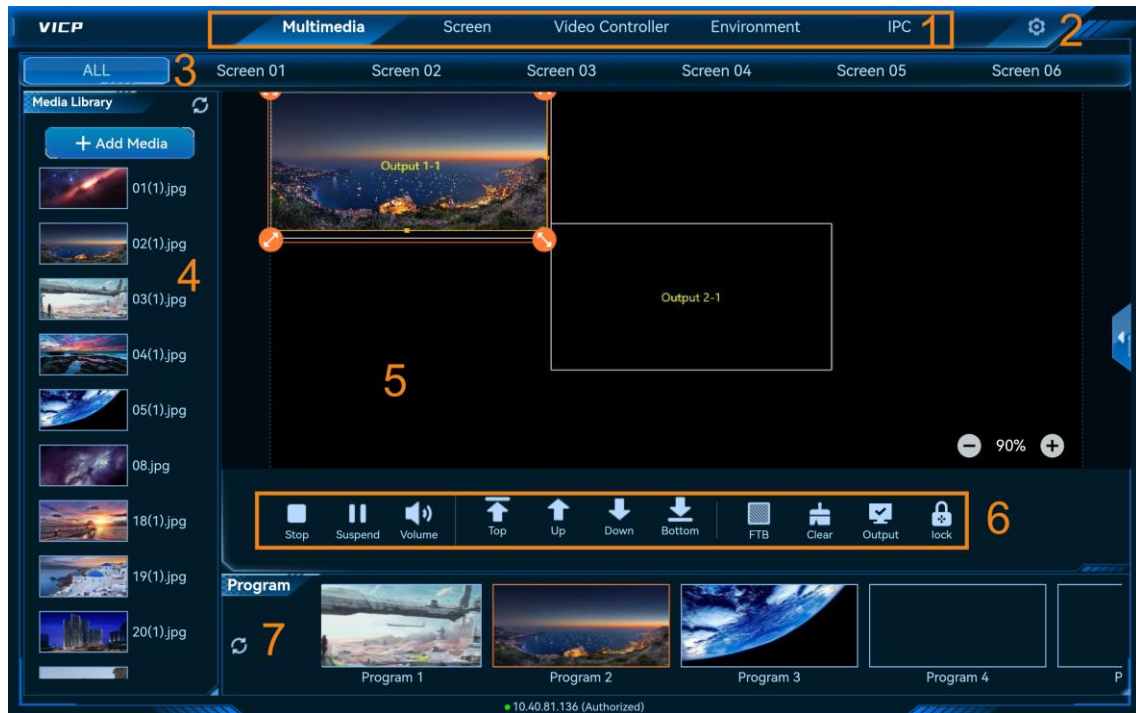 VICP
Multimedia Screen Video Controller Environment IPC 1 2
ALL 3 Screen 01 Screen 02 Screen 03 Screen 04 Screen 05 Screen 06
Media Library
+ Add Media
01(1).jpg
02(1).jpg
4
03(1).jpg
04(1).jpg
05(1).jpg
08.jpg
18(1).jpg
19(1).jpg
20(1).jpg
Output 1-1
Output 2-1
5
90%
Stop Suspend Volume Top Up Down Bottom FTB Clear Output lock 6
Program
7
Program 1 Program 2 Program 3 Program 4 P
10.40.81.136 (Authorized)